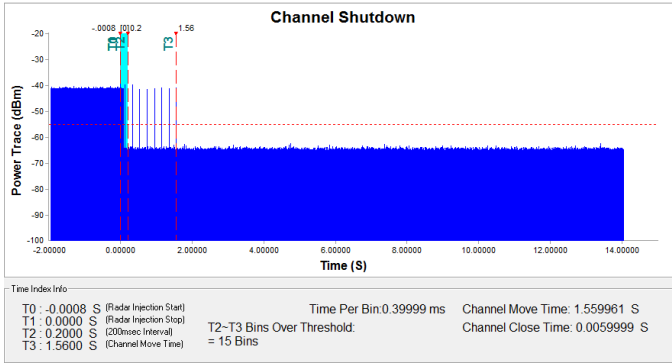 Channel Shutdown
-.0008 [0] 0.2 1.56
T0 T2 T3
-20
-30
-40
-50
-60
-70
-80
-90
-100
Power Trace (dBm)
-2.00000 0.00000 2.00000 4.00000 6.00000 8.00000 10.00000 12.00000 14.00000
Time (S)
Time Index Info
T0 : -0.0008 S (Radar Injection Start)
T1 : 0.0000 S (Radar Injection Stop)
T2 : 0.2000 S (200msec Interval)
T3 : 1.5600 S (Channel Move Time)
Time Per Bin:0.39999 ms
T2~T3 Bins Over Threshold:
= 15 Bins
Channel Move Time: 1.559961 S
Channel Close Time: 0.0059999 S